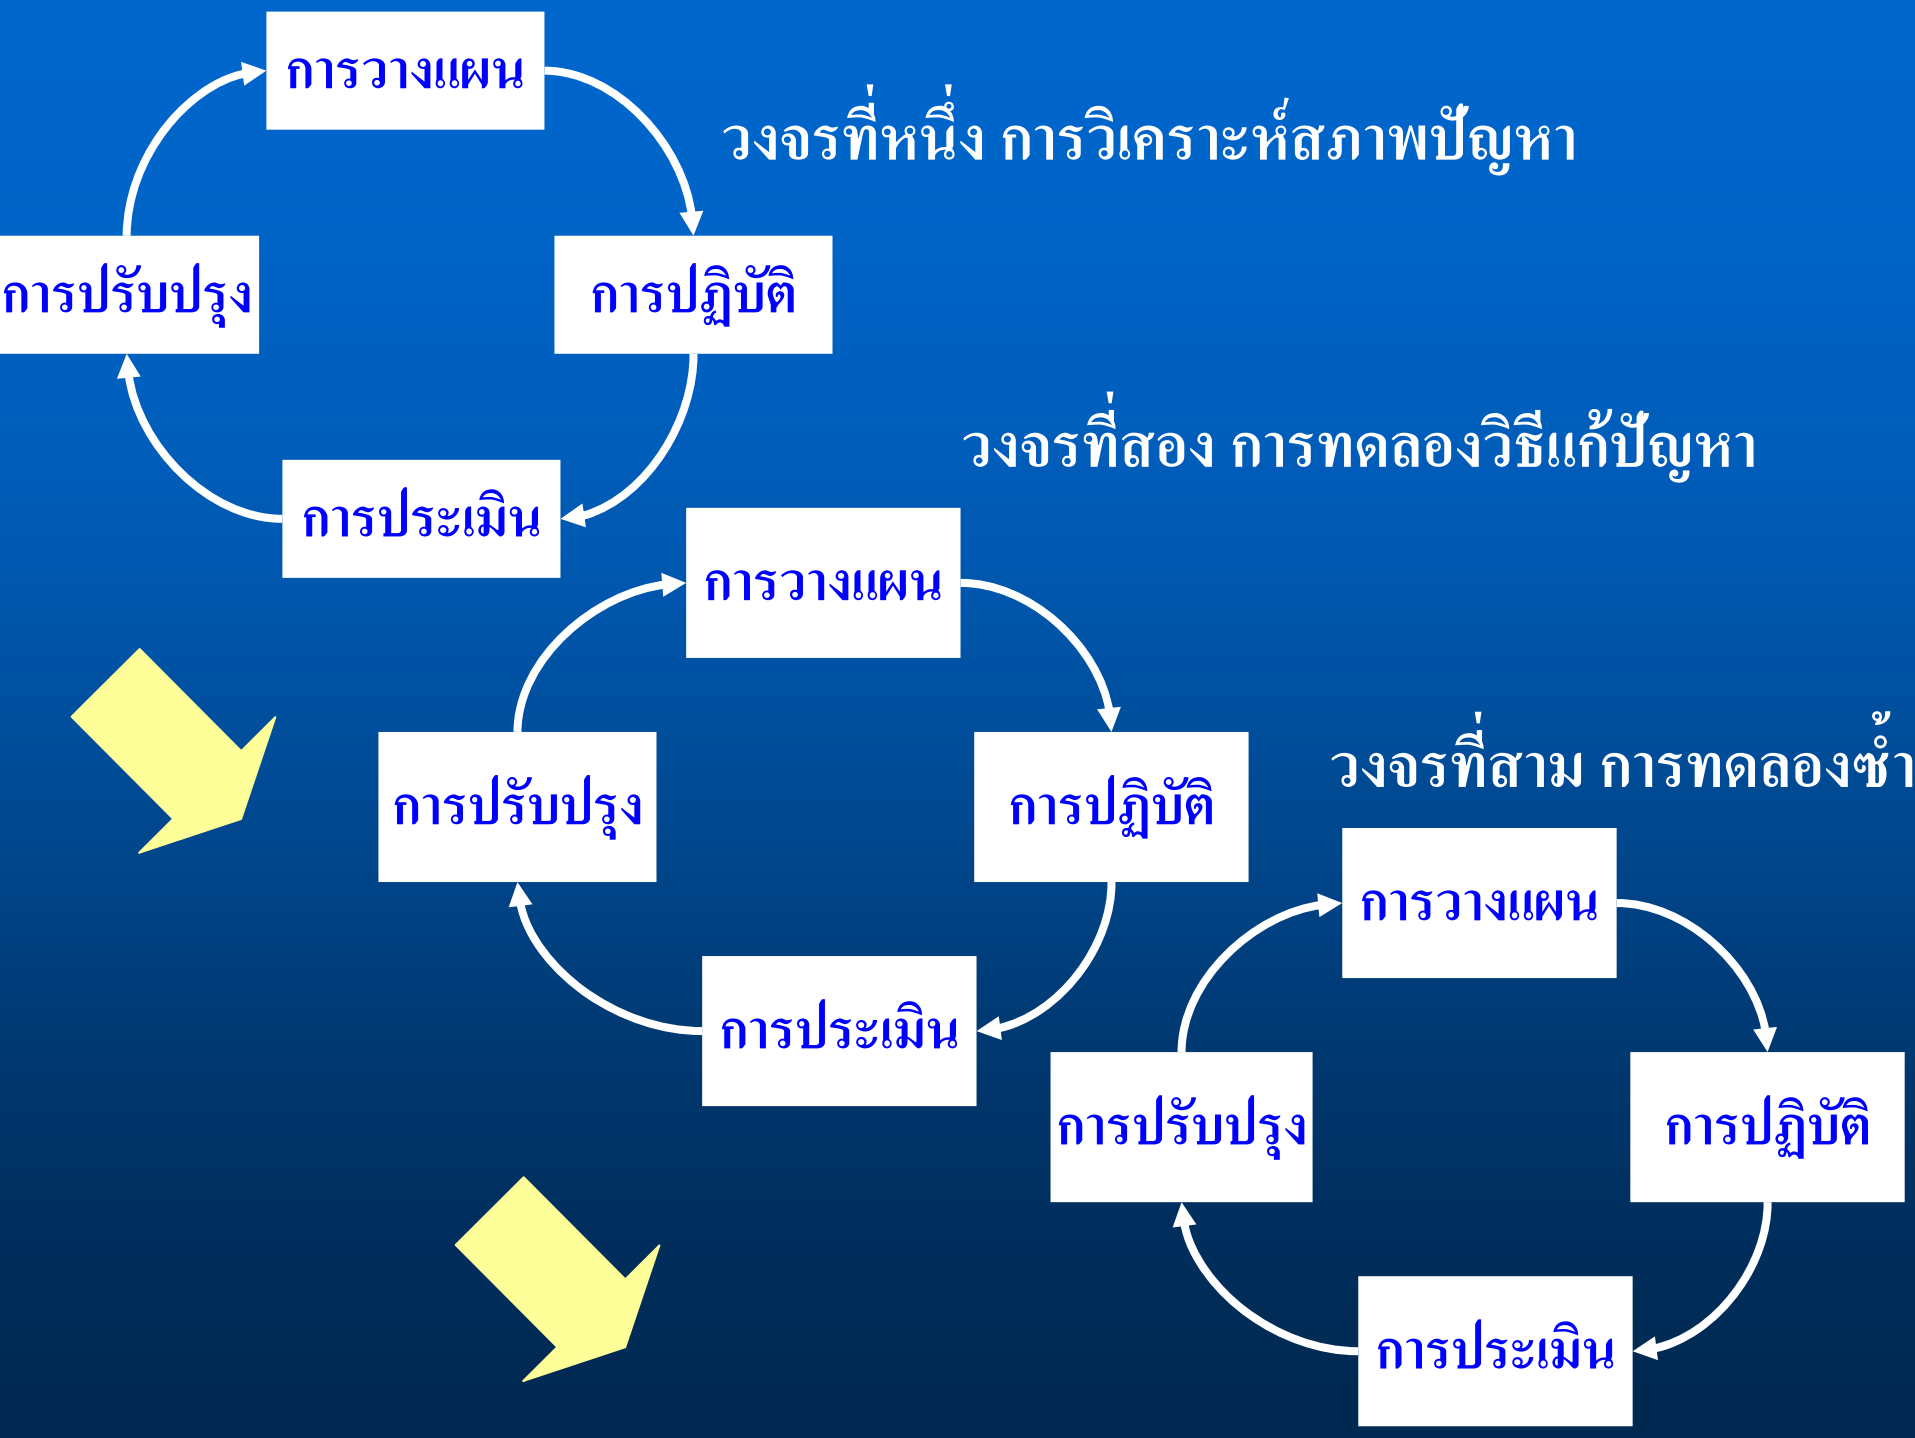 การวางแผน
วงจรที่หนึ่ง การวิเคราะห์สภาพปัญหา
การปรับปรุง
การปฏิบัติ
การประเมิน
วงจรที่สอง การทดลองวิธีแก้ปัญหา
การวางแผน
การปรับปรุง
การปฏิบัติ
การประเมิน
วงจรที่สาม การทดลองซ้ำ
การวางแผน
การปรับปรุง
การปฏิบัติ
การประเมิน